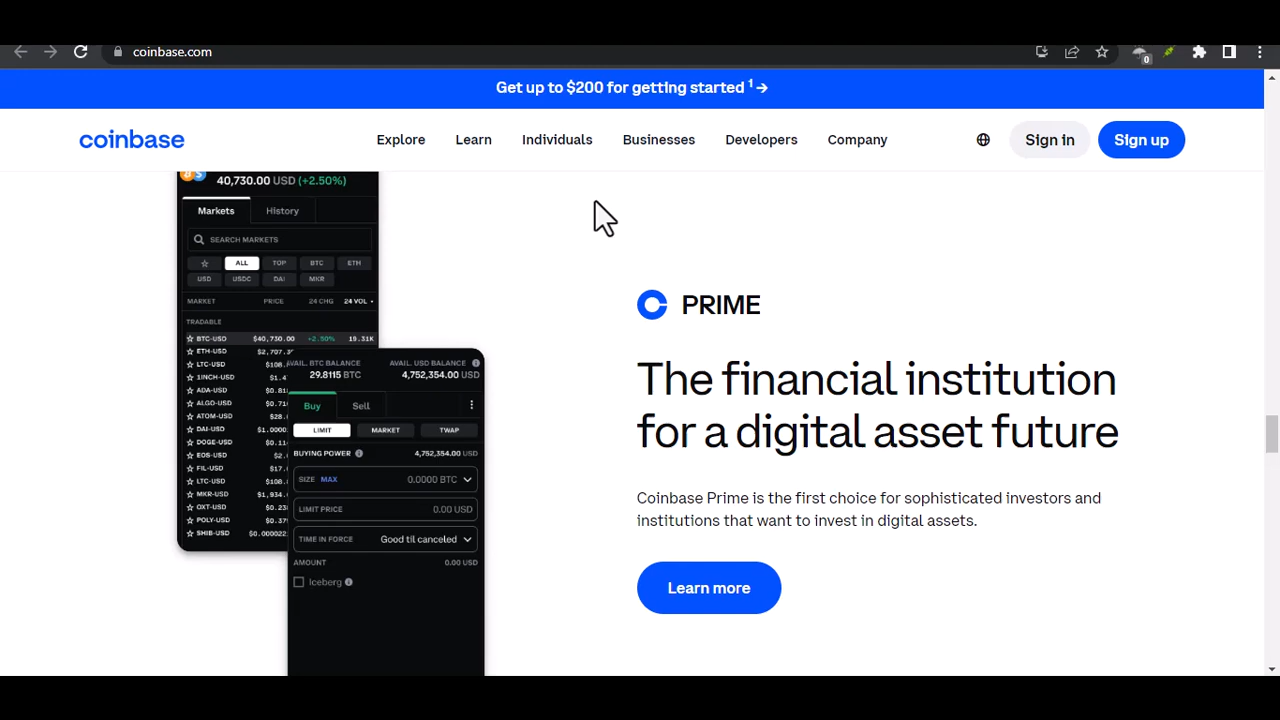 coinbase.com
0
Get up to $200 for getting started 1 →
coinbase
Explore
Learn
Individuals
Businesses
Developers
Company
Sign in
Sign up
40,730.00 USD (+2.50%)
Markets
History
SEARCH MARKETS
ALL
TOP
BTC
ETH
USD
USDC
DAI
MKR
MARKET
PRICE
24 CHG
24 VOL
TRADABLE
BTC-USD $40,730.00 +2.50% 19.31K
ETH-USD
LTC-USD
1INCH-USD
ADA-USD
ALGO-USD
ATOM-USD
DAI-USD
DOGE-USD
EOS-USD
FIL-USD
LTC-USD
MKR-USD
OXT-USD
POLY-USD
SHIB-USD
AVAIL. BTC BALANCE
29.8115 BTC
AVAIL. USD BALANCE
4,752,354.00 USD
Buy
Sell
LIMIT
MARKET
TWAP
BUYING POWER 4,752,354.00 USD
SIZE MAX 0.0000 BTC
LIMIT PRICE 0.00 USD
TIME IN FORCE Good til canceled
AMOUNT 0.00 USD
Iceberg
PRIME
The financial institution
for a digital asset future
Coinbase Prime is the first choice for sophisticated investors and
institutions that want to invest in digital assets.
Learn more